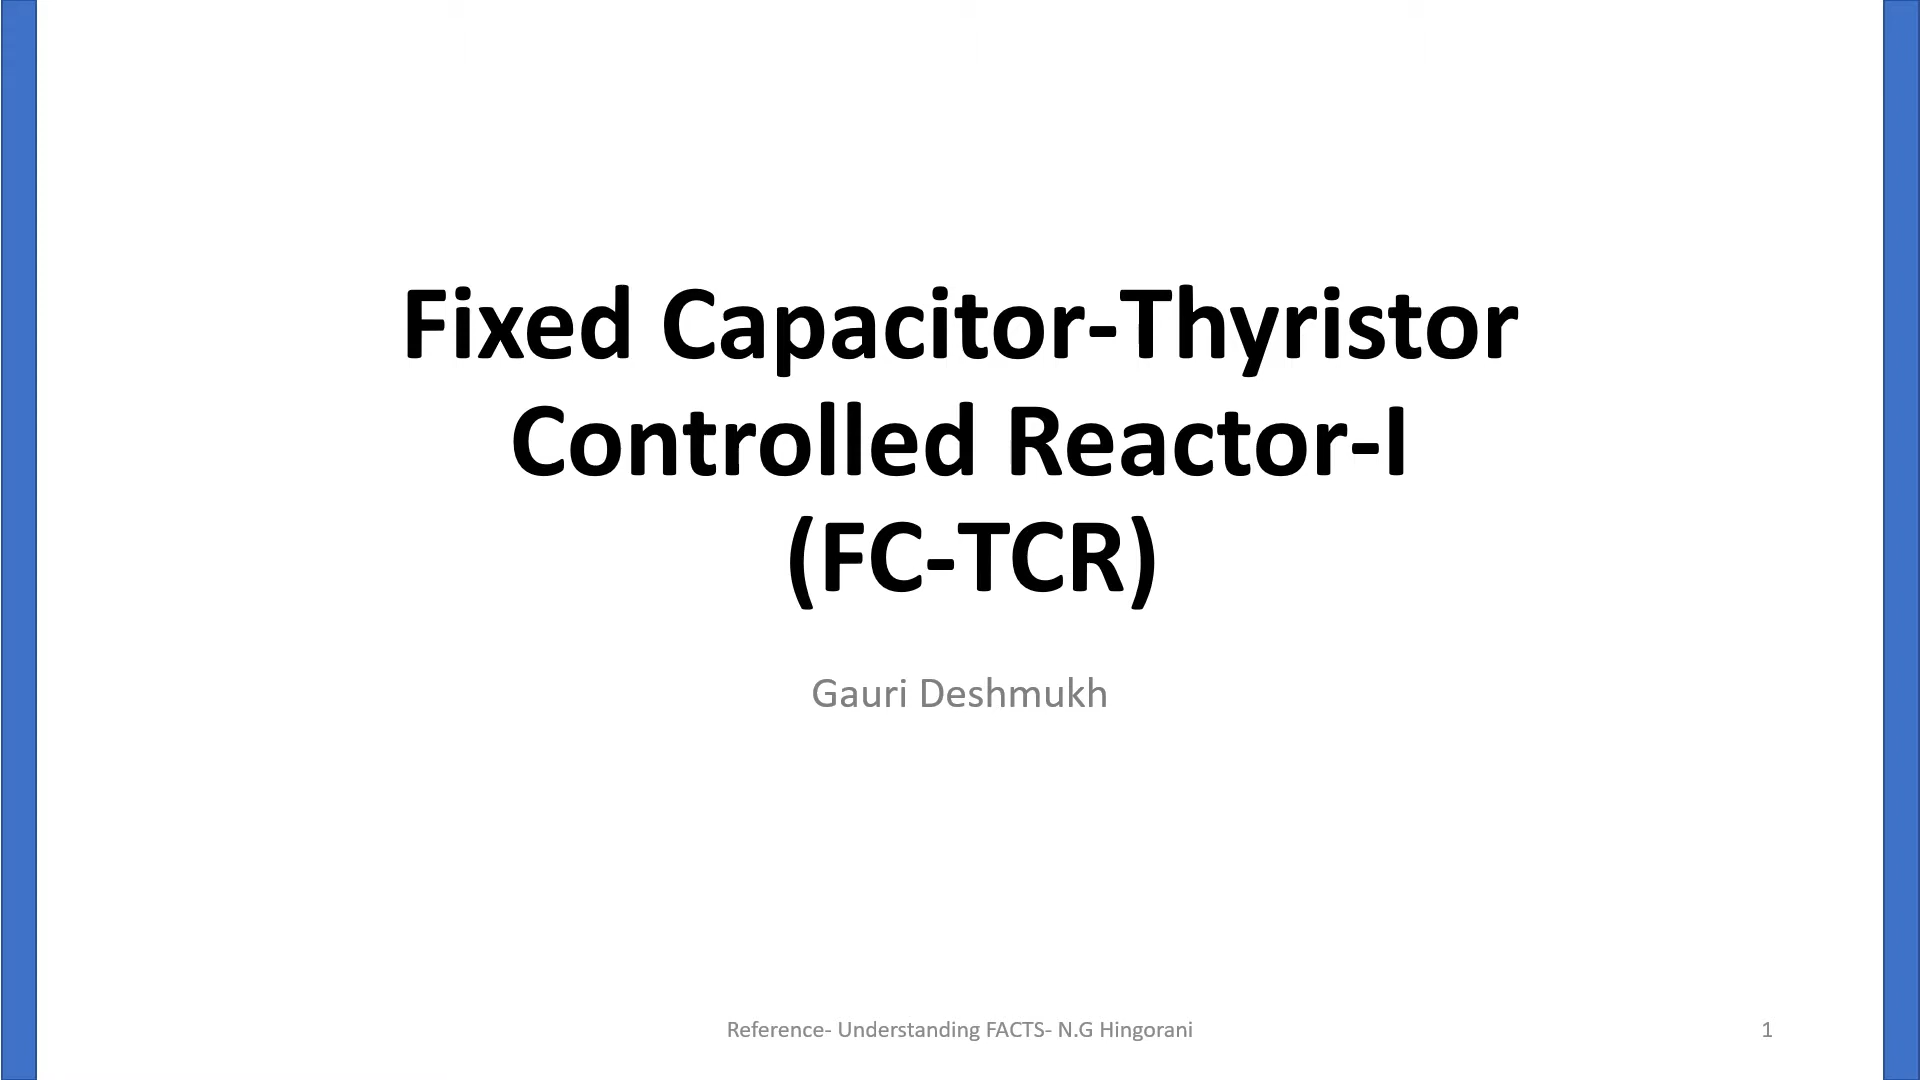 Fixed Capacitor-Thyristor
Controlled Reactor-I
(FC-TCR)
Gauri Deshmukh
Reference- Understanding FACTS- N.G Hingorani
1